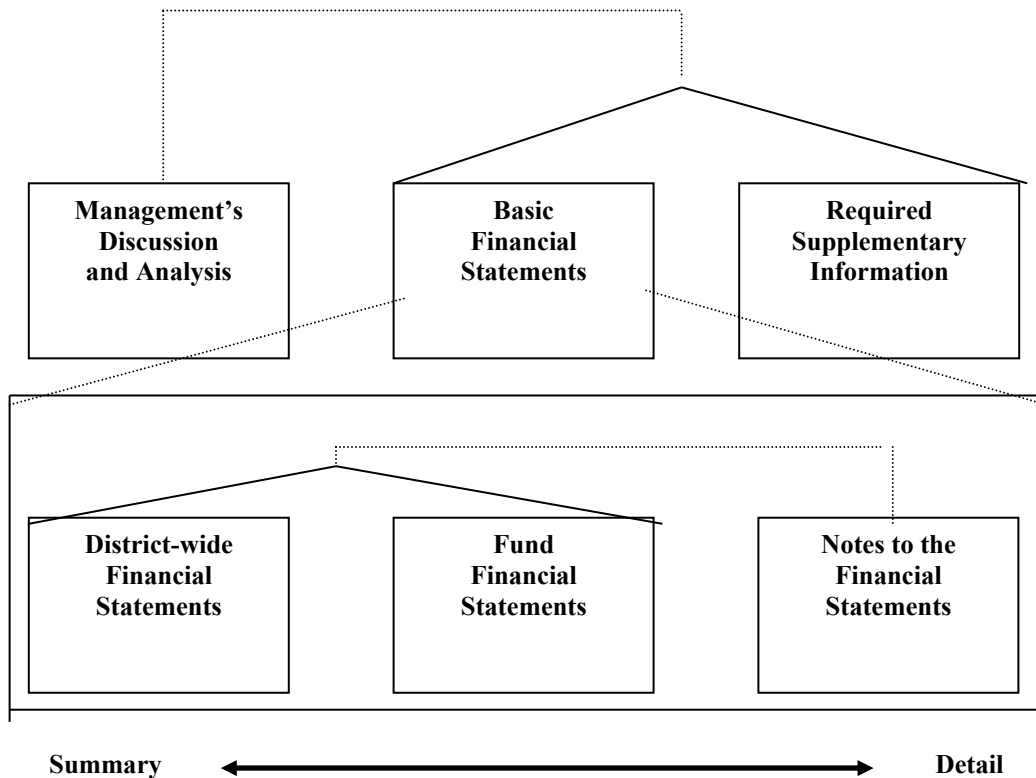 Management’s
Discussion
and Analysis
Basic
Financial
Statements
Required
Supplementary
Information
District-wide
Financial
Statements
Fund
Financial
Statements
Notes to the
Financial
Statements
Summary
Detail